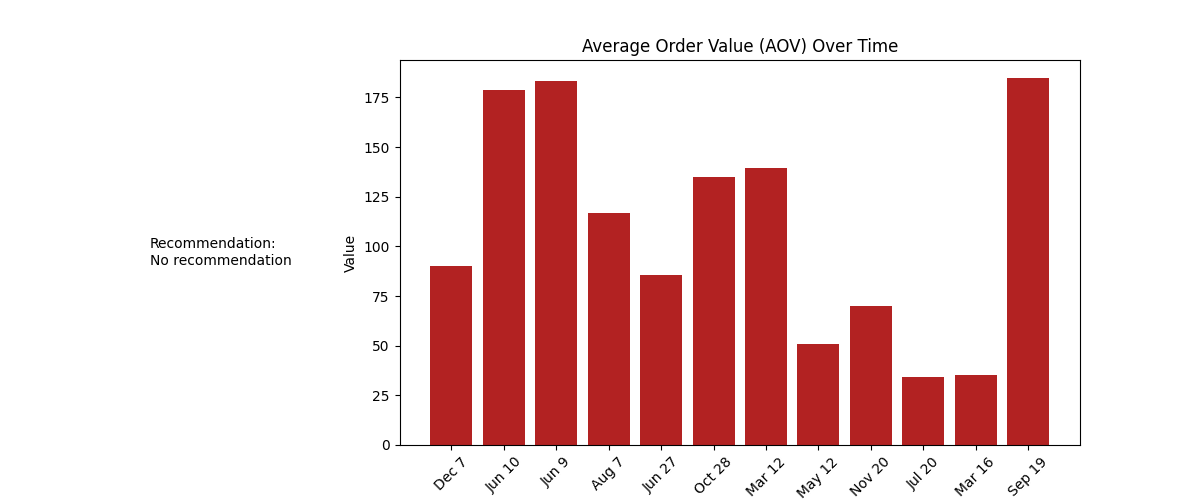 Average Order Value (AOV) Over Time
Recommendation:
No recommendation
Value
175
150
125
100
75
50
25
0
Dec 7
Jun 10
Jun 9
Aug 7
Jun 27
Oct 28
Mar 12
May 12
Nov 20
Jul 20
Mar 16
Sep 19